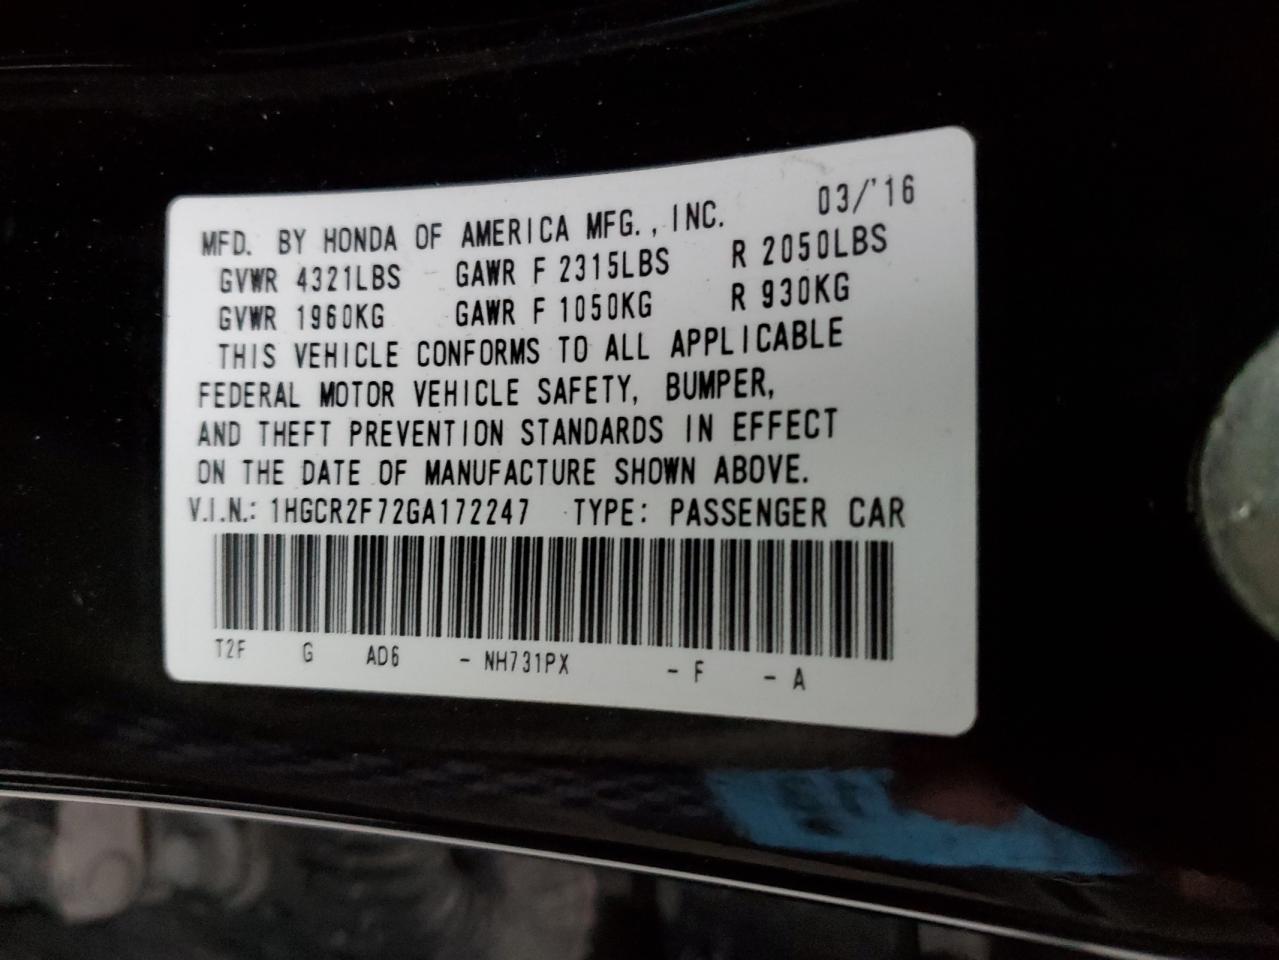 03/'16
MFD. BY HONDA OF AMERICA MFG., INC.
GVWR 4321LBS GAWR F 2315LBS R 2050LBS
GVWR 1960KG GAWR F 1050KG R 930KG
THIS VEHICLE CONFORMS TO ALL APPLICABLE
FEDERAL MOTOR VEHICLE SAFETY, BUMPER,
AND THEFT PREVENTION STANDARDS IN EFFECT
ON THE DATE OF MANUFACTURE SHOWN ABOVE.
V.I.N.: 1HGCR2F72GA172247 TYPE: PASSENGER CAR
T2F G AD6 - NH731PX - F - A